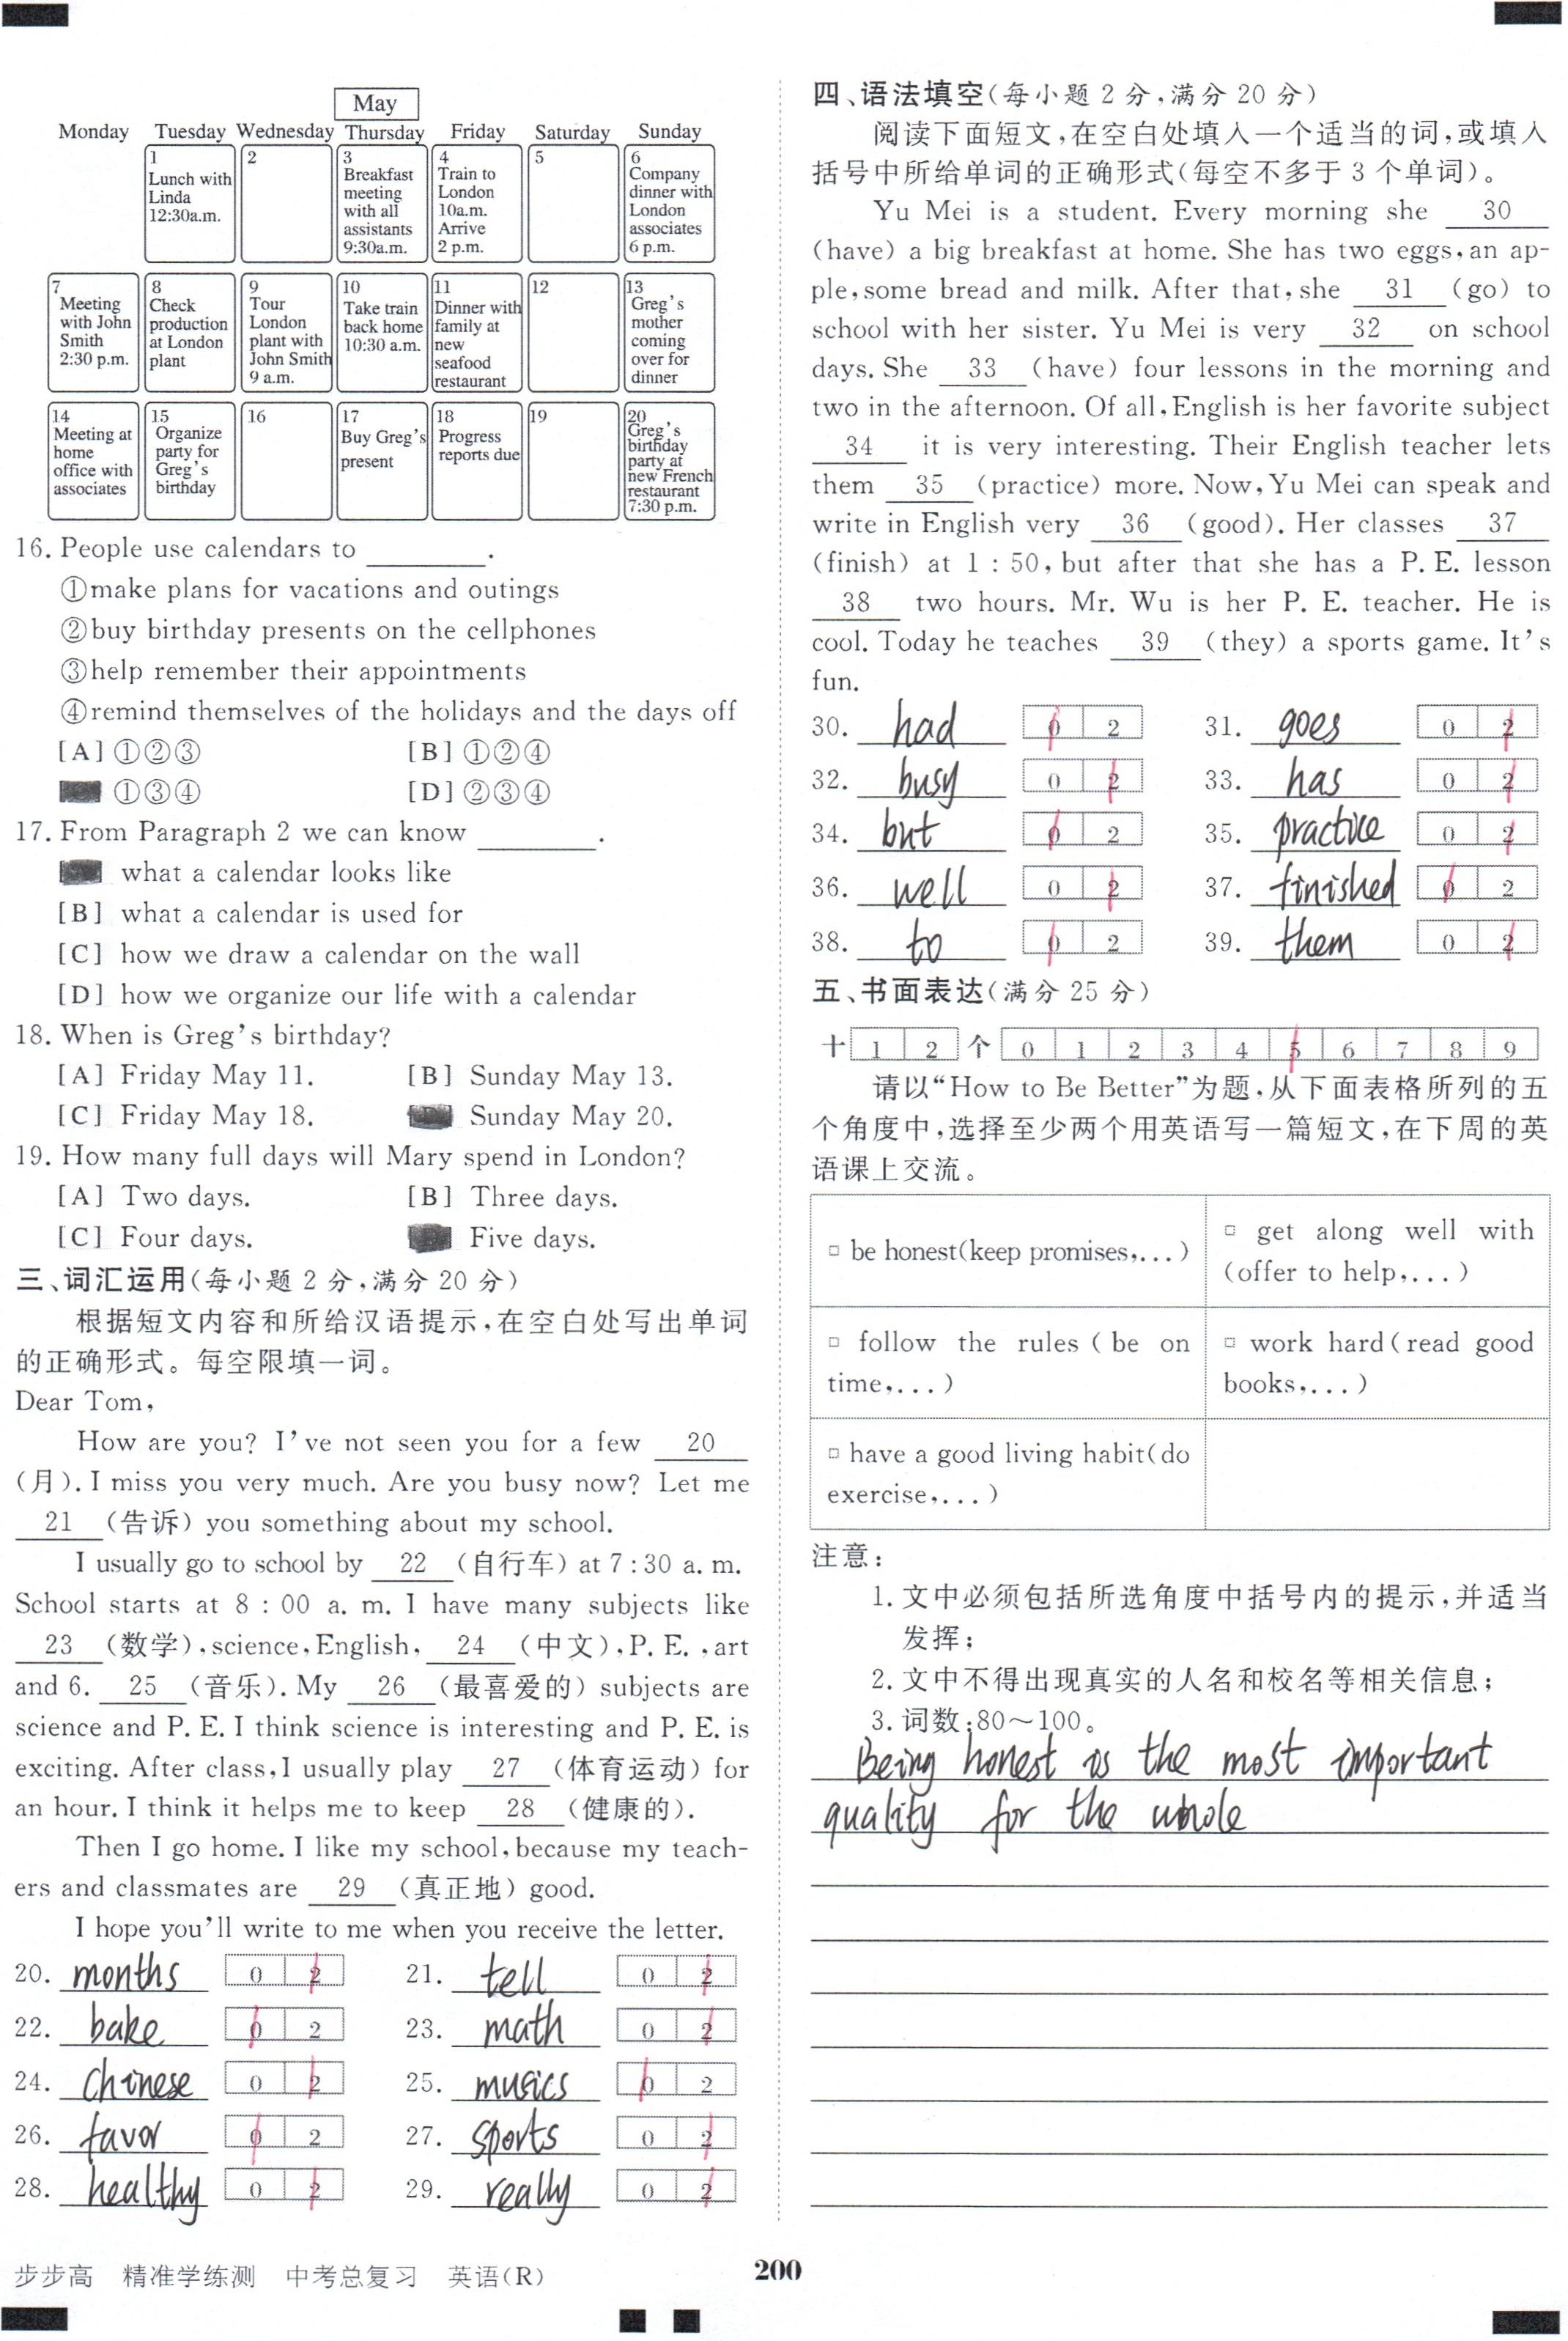 May
Monday Tuesday Wednesday Thursday Friday Saturday Sunday
1
Lunch with
Linda
12:30a.m.
2
3
Breakfast
meeting
with all
assistants
9:30a.m.
4
Train to
London
10a.m.
Arrive
2 p.m.
5
6
Company
dinner with
London
associates
6 p.m.
7
Meeting
with John
Smith
2:30 p.m.
8
Check
production
at London
plant
9
Tour
London
plant with
John Smith
9 a.m.
10
Take train
back home
10:30 a.m.
11
Dinner with
family at
new
seafood
restaurant
12
13
Greg's
mother
coming
over for
dinner
14
Meeting at
home
office with
associates
15
Organize
party for
Greg's
birthday
16
17
Buy Greg's
present
18
Progress
reports due
19
20
Greg's
birthday
party at
new French
restaurant
7:30 p.m.
16. People use calendars to ________.
①make plans for vacations and outings
②buy birthday presents on the cellphones
③help remember their appointments
④remind themselves of the holidays and the days off
[A] ①②③ [B] ①②④
①③④ [D] ②③④
17. From Paragraph 2 we can know ________.
what a calendar looks like
[B] what a calendar is used for
[C] how we draw a calendar on the wall
[D] how we organize our life with a calendar
18. When is Greg's birthday?
[A] Friday May 11. [B] Sunday May 13.
[C] Friday May 18. Sunday May 20.
19. How many full days will Mary spend in London?
[A] Two days. [B] Three days.
[C] Four days. Five days.
三、词汇运用(每小题 2 分,满分 20 分)
根据短文内容和所给汉语提示,在空白处写出单词
的正确形式。每空限填一词。
Dear Tom,
How are you? I've not seen you for a few 20
(月). I miss you very much. Are you busy now? Let me
21 (告诉) you something about my school.
I usually go to school by 22 (自行车) at 7:30 a. m.
School starts at 8 : 00 a. m. I have many subjects like
23 (数学),science,English, 24 (中文),P. E. ,art
and 6. 25 (音乐). My 26 (最喜爱的) subjects are
science and P. E. I think science is interesting and P. E. is
exciting. After class,I usually play 27 (体育运动) for
an hour. I think it helps me to keep 28 (健康的).
Then I go home. I like my school,because my teach-
ers and classmates are 29 (真正地) good.
I hope you'll write to me when you receive the letter.
20. months 0 2 21. tell 0 2
22. bake 0 2 23. math 0 2
24. chinese 0 2 25. musics 0 2
26. favor 0 2 27. sports 0 2
28. healthy 0 2 29. really 0 2
四、语法填空(每小题 2 分,满分 20 分)
阅读下面短文,在空白处填入一个适当的词,或填入
括号中所给单词的正确形式(每空不多于 3 个单词)。
Yu Mei is a student. Every morning she 30
(have) a big breakfast at home. She has two eggs,an ap-
ple,some bread and milk. After that,she 31 (go) to
school with her sister. Yu Mei is very 32 on school
days. She 33 (have) four lessons in the morning and
two in the afternoon. Of all,English is her favorite subject
34 it is very interesting. Their English teacher lets
them 35 (practice) more. Now,Yu Mei can speak and
write in English very 36 (good). Her classes 37
(finish) at 1 : 50,but after that she has a P. E. lesson
38 two hours. Mr. Wu is her P. E. teacher. He is
cool. Today he teaches 39 (they) a sports game. It's
fun.
30. had 0 2 31. goes 0 2
32. busy 0 2 33. has 0 2
34. but 0 2 35. practice 0 2
36. well 0 2 37. finished 0 2
38. to 0 2 39. them 0 2
五、书面表达(满分 25 分)
十 1 2 个 0 1 2 3 4 5 6 7 8 9
请以“How to Be Better”为题,从下面表格所列的五
个角度中,选择至少两个用英语写一篇短文,在下周的英
语课上交流。
□ be honest(keep promises,...)
□ get along well with
(offer to help,...)
□ follow the rules ( be on
time,...)
□ work hard(read good
books,...)
□ have a good living habit(do
exercise,...)
注意:
1. 文中必须包括所选角度中括号内的提示,并适当
发挥;
2. 文中不得出现真实的人名和校名等相关信息;
3. 词数:80～100。
Being honest is the most important
quality for the whole
步步高 精准学练测 中考总复习 英语(R) 200